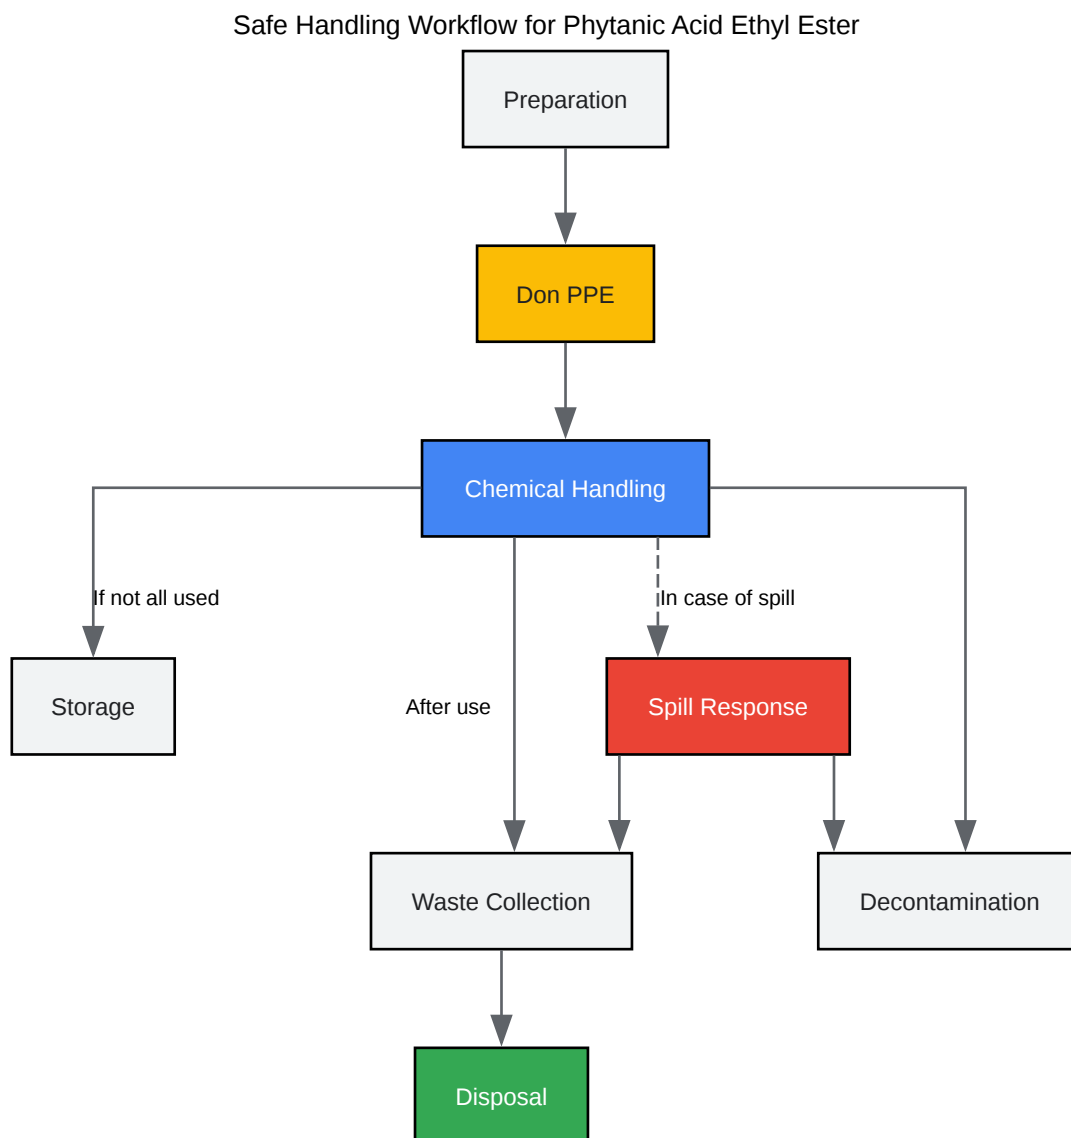 Safe Handling Workflow for Phytanic Acid Ethyl Ester
Preparation
Don PPE
Chemical Handling
If not all used
In case of spill
Storage
After use
Spill Response
Waste Collection
Decontamination
Disposal